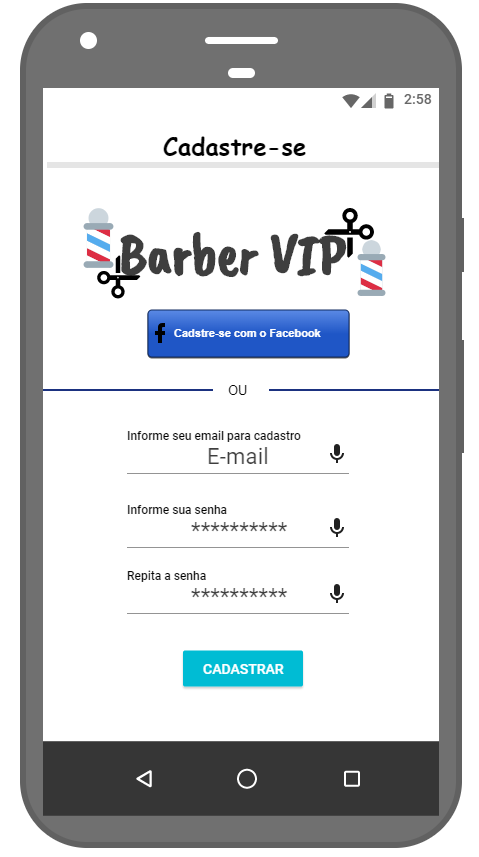 2:58
Cadastre-se
Barber VIP
Cadstre-se com o Facebook
OU
Informe seu email para cadastro
E-mail
Informe sua senha
**********
Repita a senha
**********
CADASTRAR